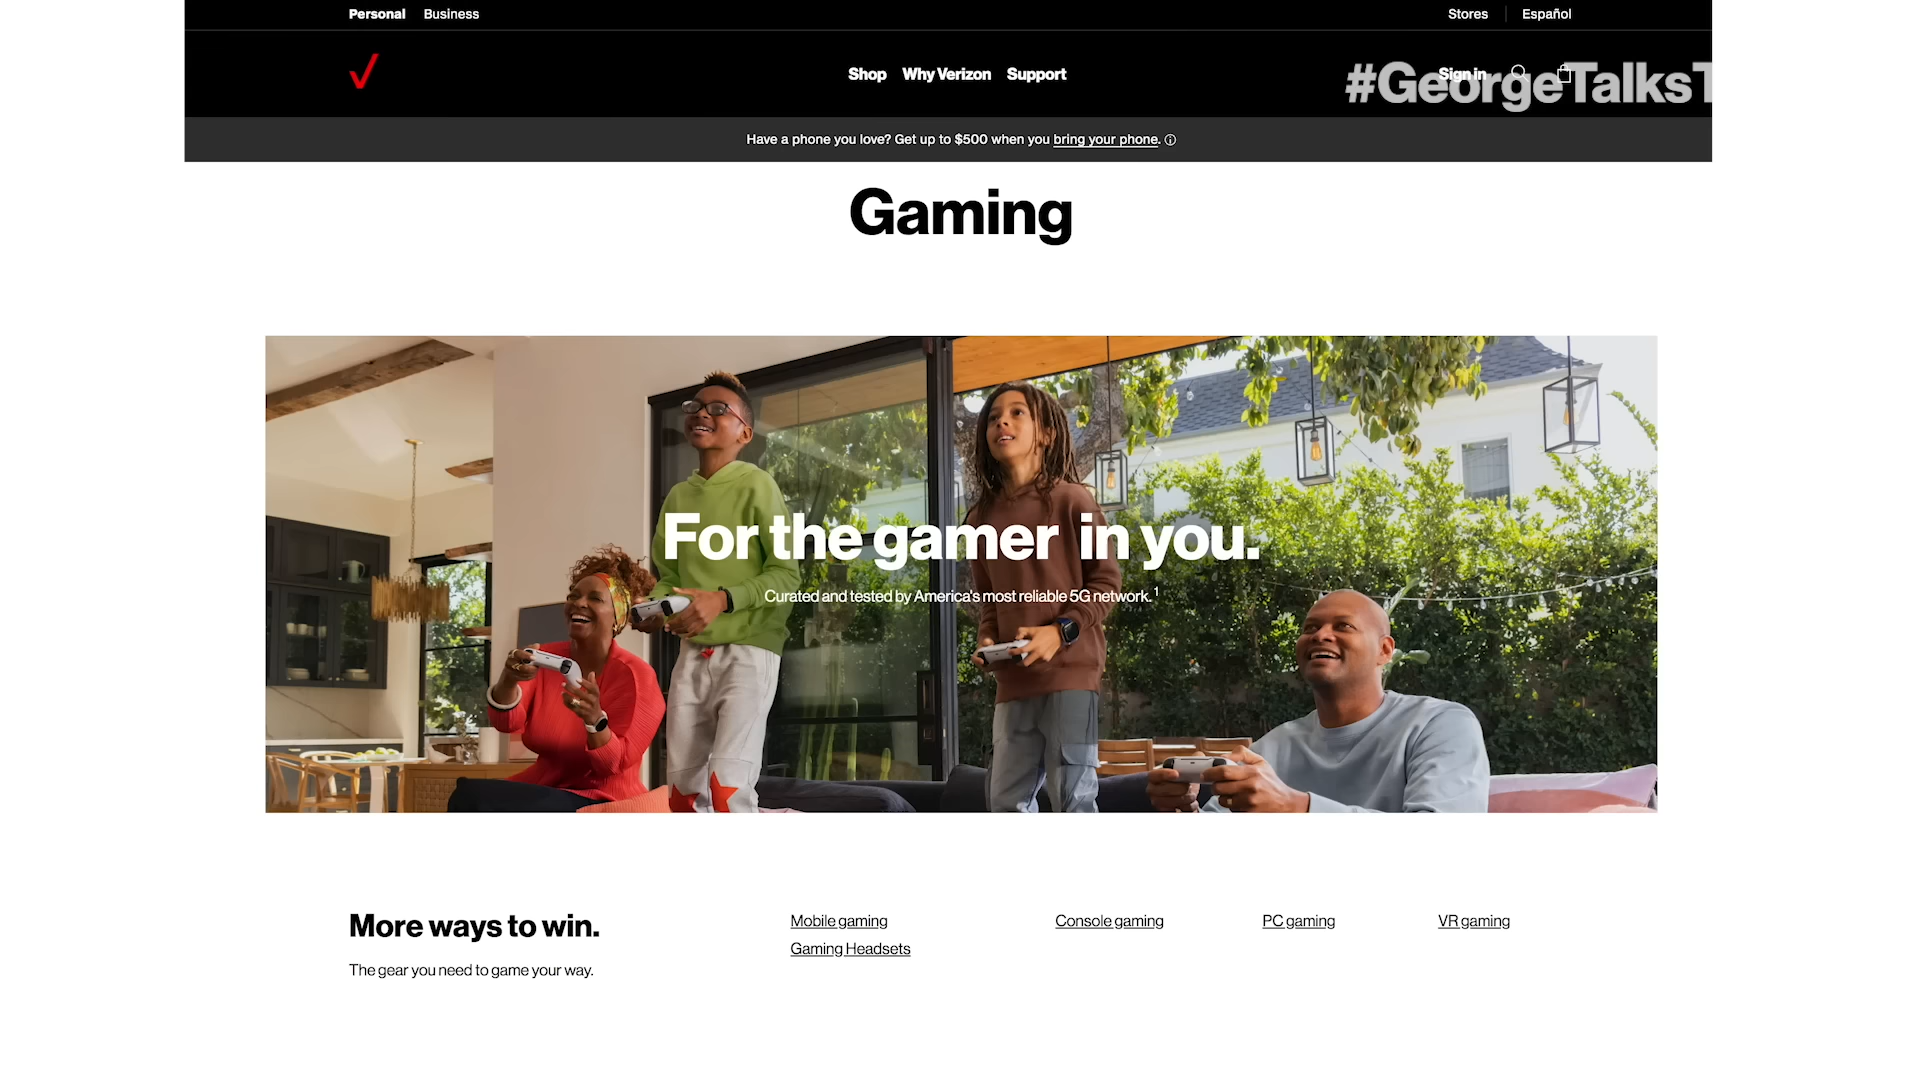 Personal Business
Stores Español
Shop Why Verizon Support
Sign in
#GeorgeTalksT
Have a phone you love? Get up to $500 when you bring your phone.
Gaming
For the gamer in you.
Curated and tested by America's most reliable 5G network.1
More ways to win.
The gear you need to game your way.
Mobile gaming
Gaming Headsets
Console gaming
PC gaming
VR gaming